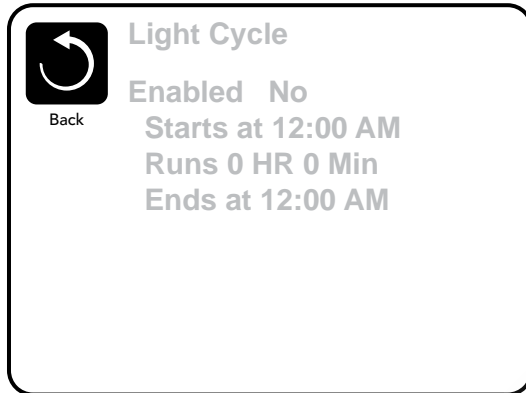 Light Cycle
Enabled No
Back
Starts at 12:00 AM
Runs 0 HR 0 Min
Ends at 12:00 AM